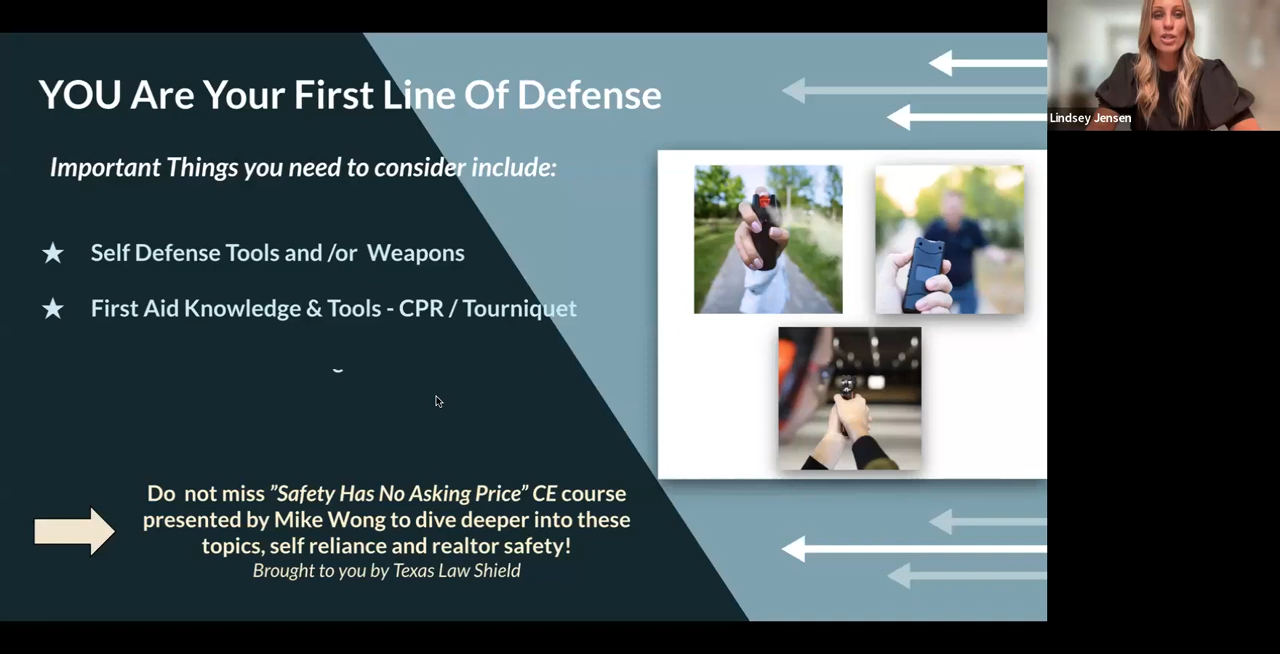 YOU Are Your First Line Of Defense
Lindsey Jensen
Important Things you need to consider include:
★ Self Defense Tools and /or Weapons
★ First Aid Knowledge & Tools - CPR / Tourniquet
Do not miss ”Safety Has No Asking Price” CE course
presented by Mike Wong to dive deeper into these
topics, self reliance and realtor safety!
Brought to you by Texas Law Shield